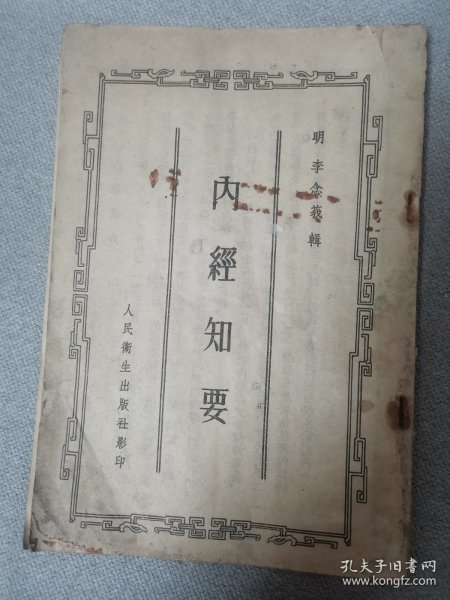 明 李念莪輯
內經知要
人民衛生出版社影印
孔夫子旧书网
www.kongfz.com